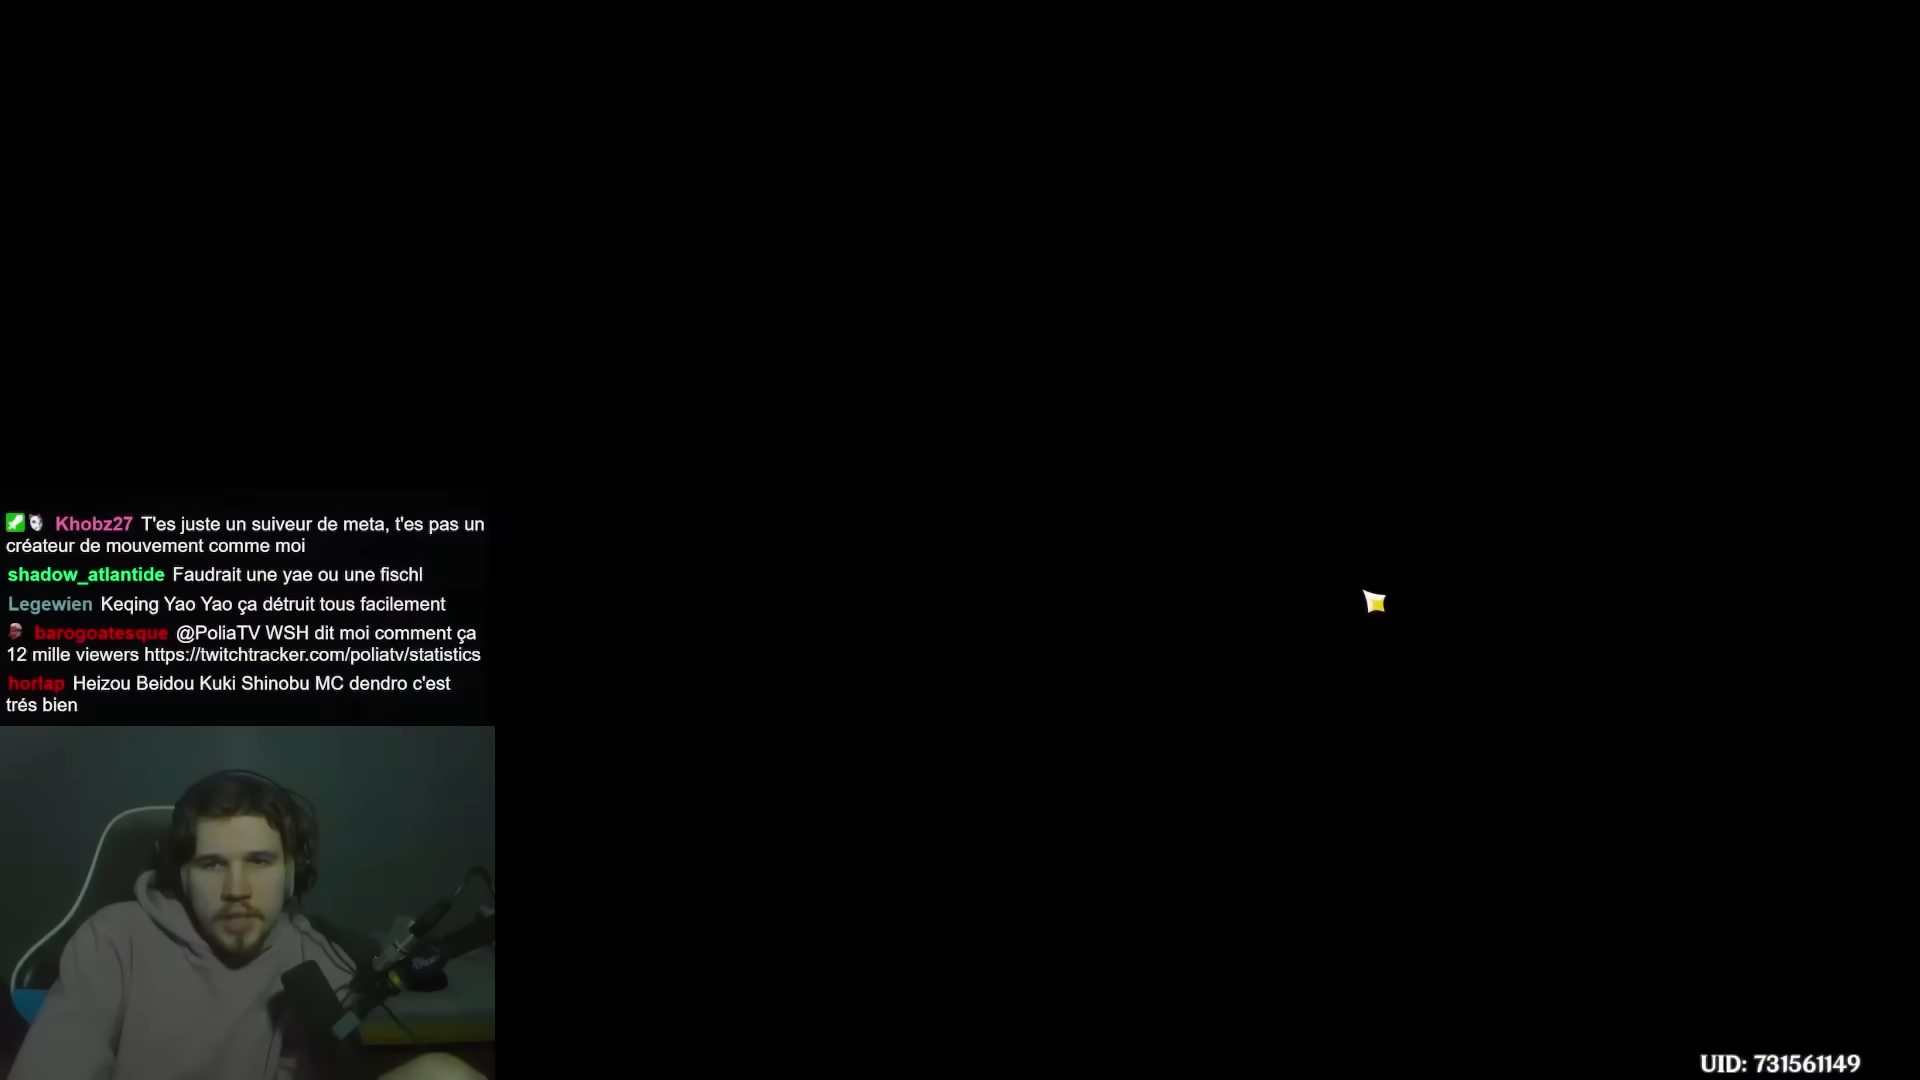 Khobz27 T'es juste un suiveur de meta, t'es pas un
créateur de mouvement comme moi
shadow_atlantide Faudrait une yae ou une fischl
Legewien Keqing Yao Yao ça détruit tous facilement
barogoatesque @PoliaTV WSH dit moi comment ça
12 mille viewers https://twitchtracker.com/poliatv/statistics
horlap Heizou Beidou Kuki Shinobu MC dendro c'est
trés bien
UID: 731561149